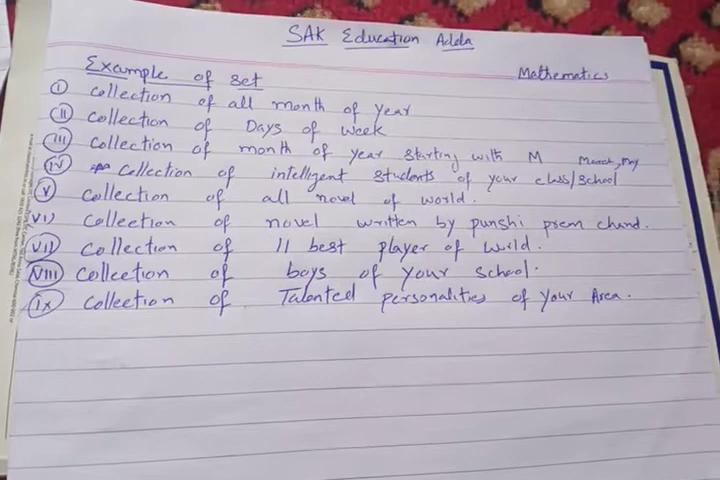 SAK Education Adda
Example of set
Mathematics
(i) collection of all month of year
(ii) collection of Days of week
(iii) collection of month of year starting with M March, May
(iv) collection of intelligent students of your class/school
(v) collection of all novel of world.
vi) collection of novel written by punshi prem chand.
(vii) collection of 11 best player of world.
(viii) collection of boys of your school.
(ix) collection of Talented personalities of your Area.